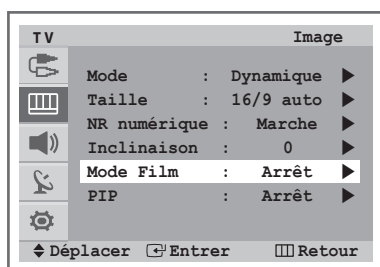 TV Image
Mode : Dynamique
Taille : 16/9 auto
NR numérique : Marche
Inclinaison : 0
Mode Film : Arrêt
PIP : Arrêt
Déplacer Entrer Retour